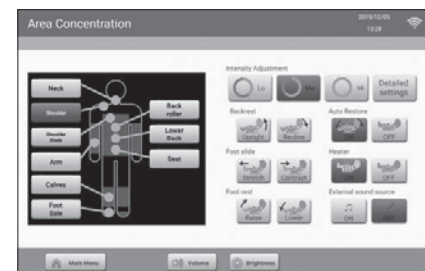 Area Concentration
2019/12/05
13:28
Intensity Adjustment
Neck
Shoulder
Shoulder
Blade
Arm
Calves
Foot
Sole
Back
roller
Lower
Back
Seat
Lo
Me
Hi
Detailed
settings
Backrest
Auto Restore
Upright
Recline
ON
OFF
Foot slide
Heater
Stretch
Contract
ON
OFF
Foot rest
External sound source
Raise
Lower
ON
OFF
Main Menu
Volume
Brightness